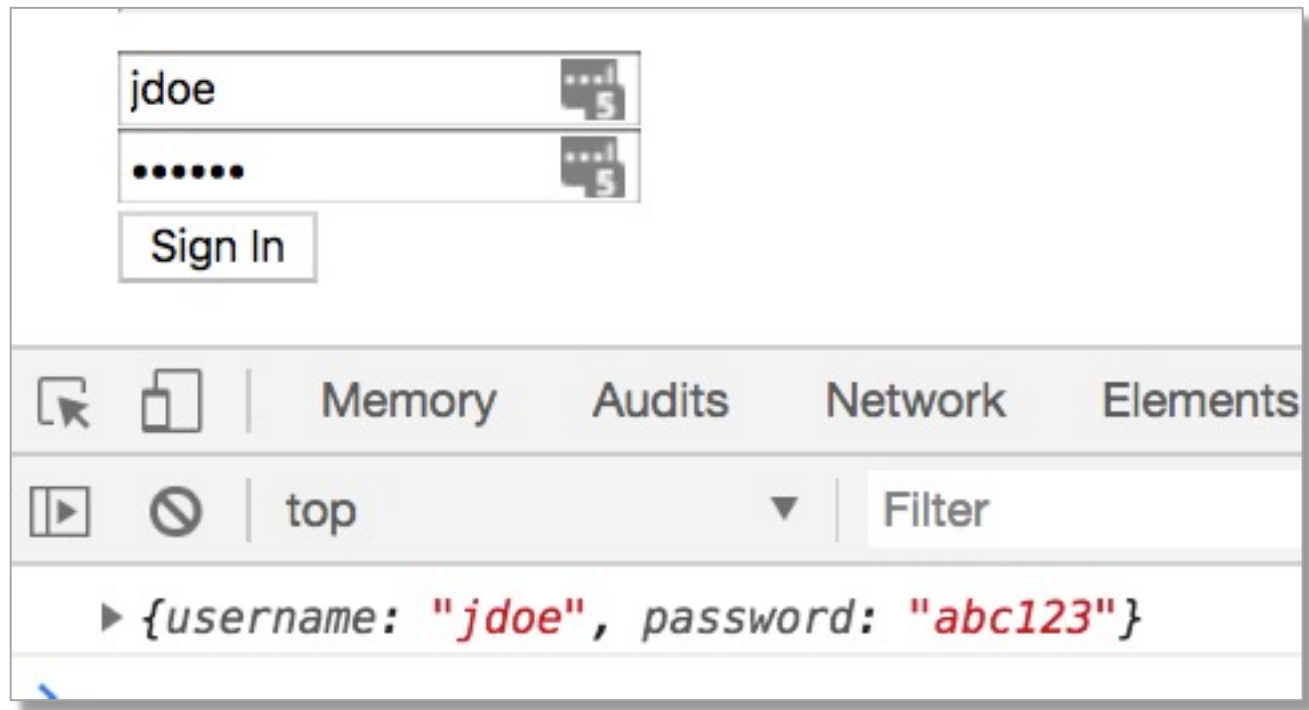 jdoe
••••••
Sign In
Memory Audits Network Elements
top ▼ Filter
▶ {username: "jdoe", password: "abc123"}